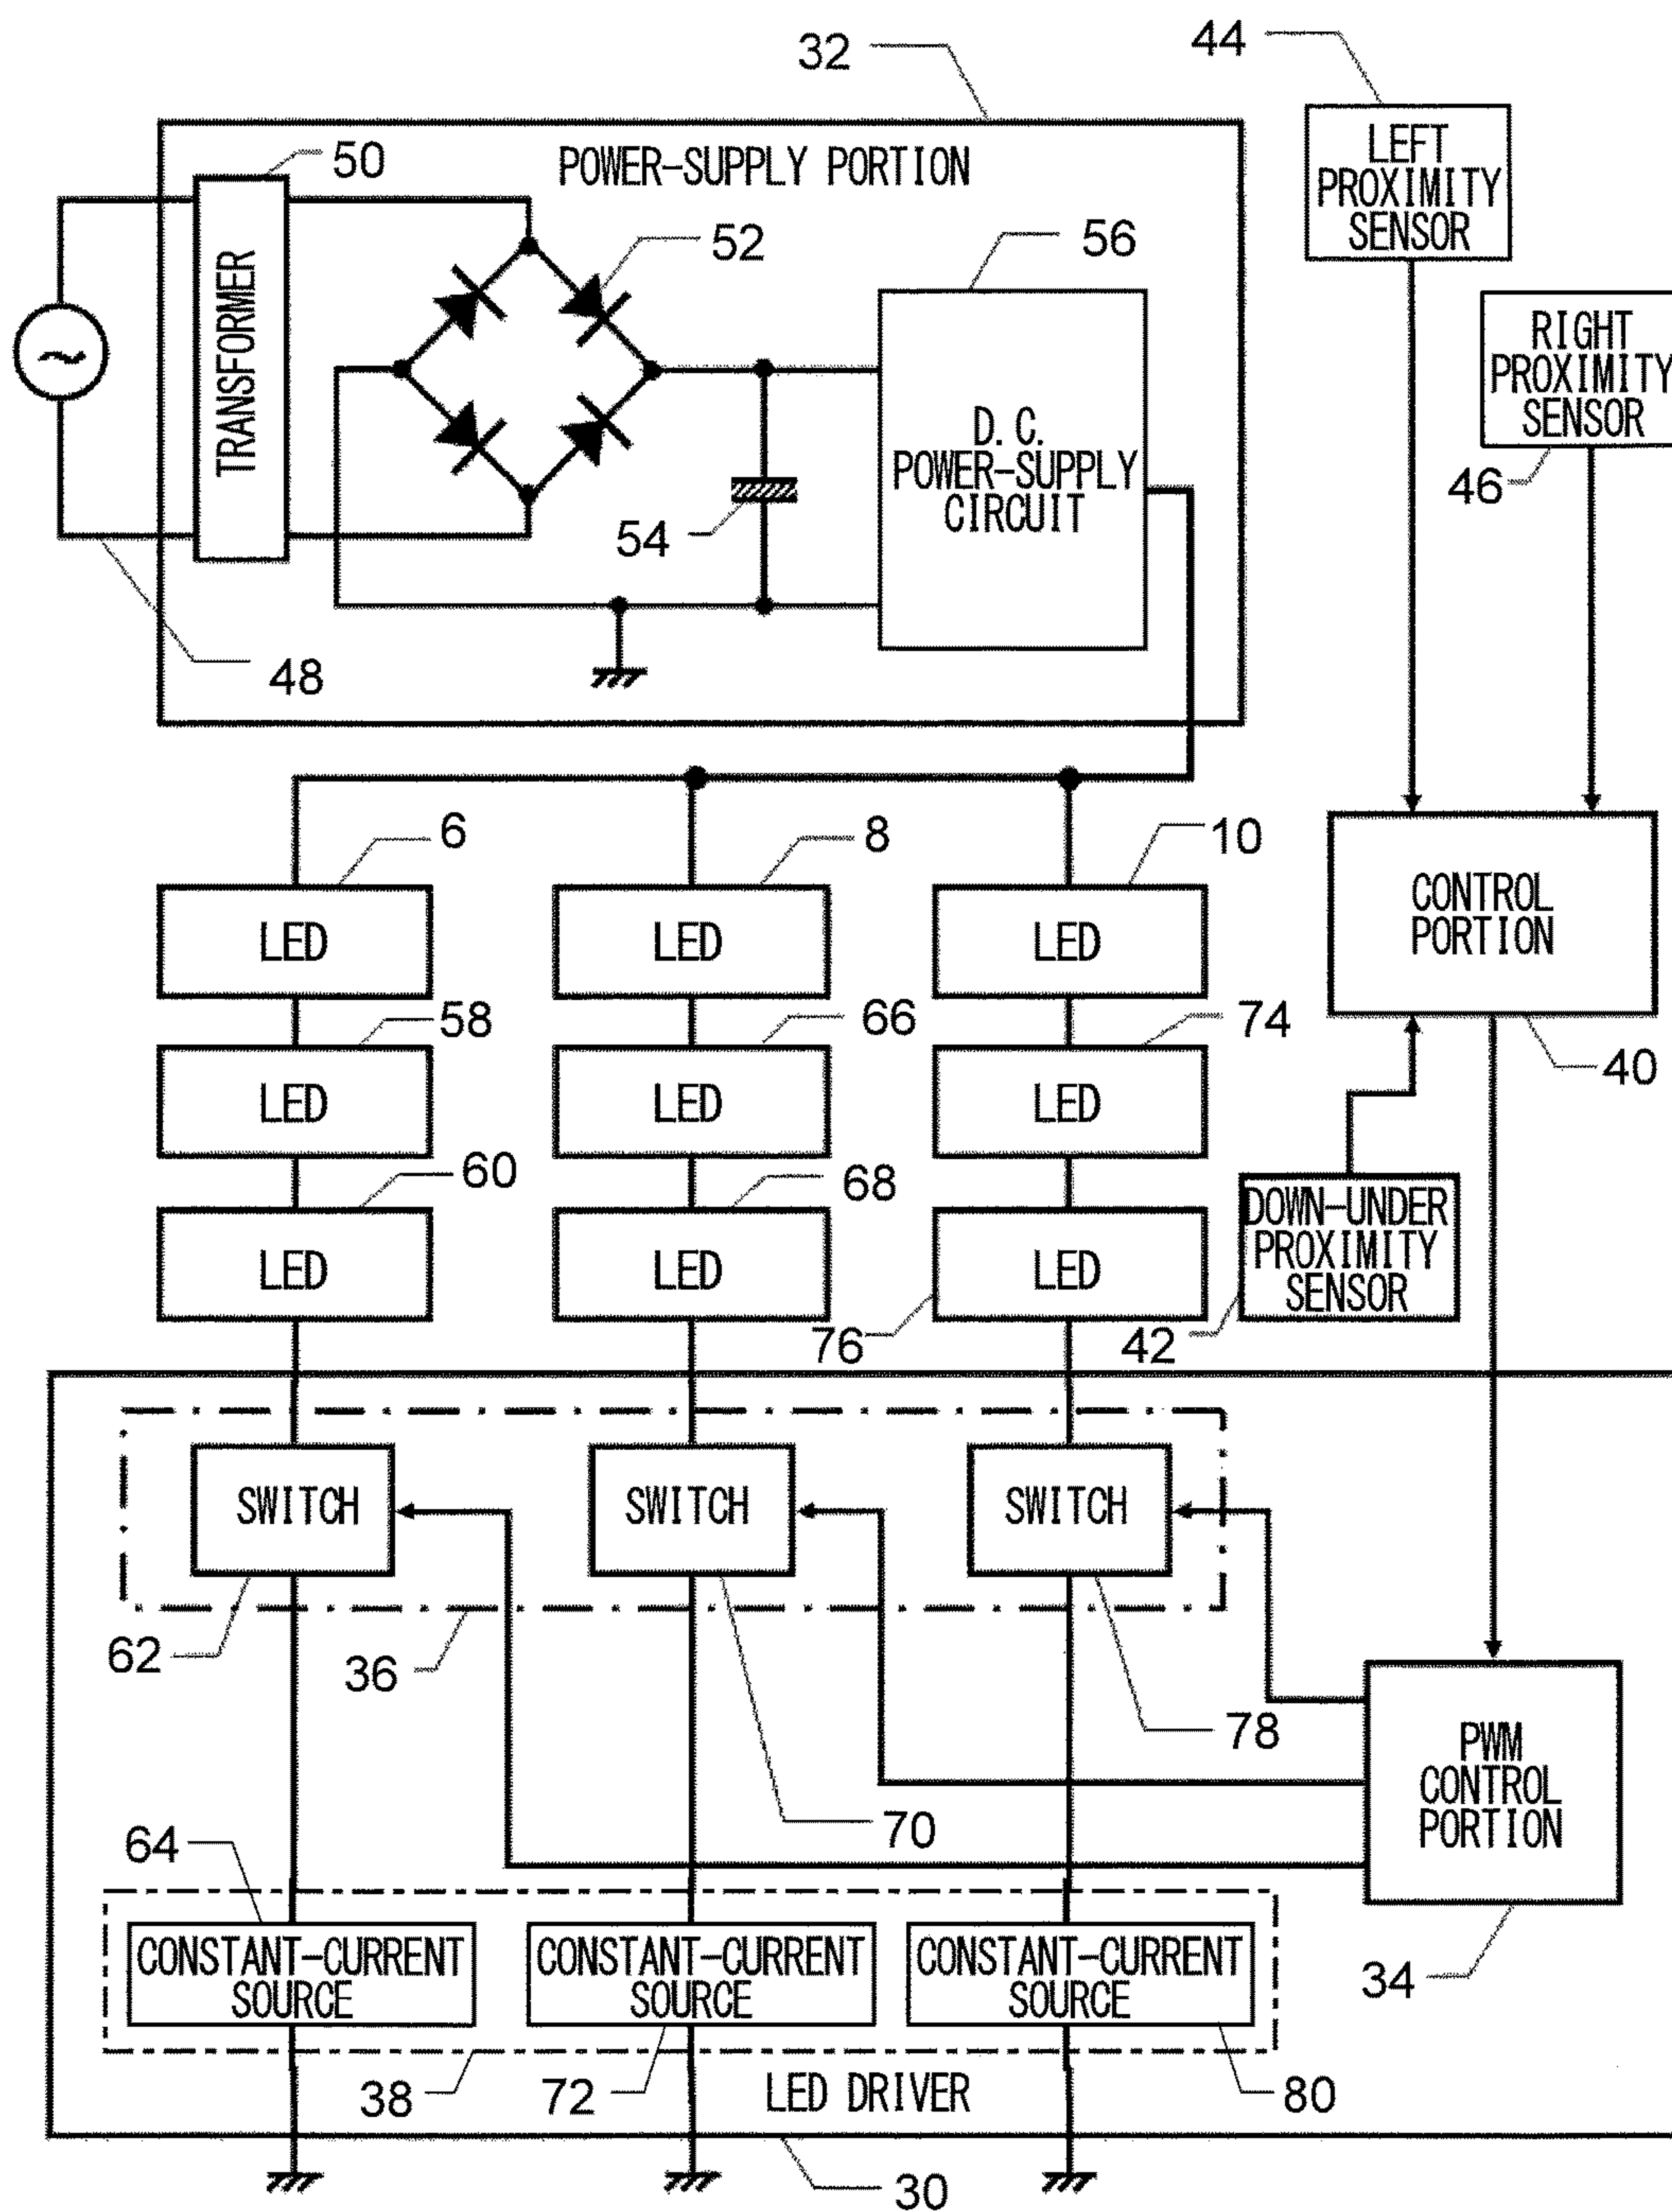 32
44
POWER-SUPPLY PORTION
50
LEFT
PROXIMITY
SENSOR
52
56
TRANSFORMER
RIGHT
PROXIMITY
SENSOR
D. C.
POWER-SUPPLY
CIRCUIT
46
54
48
6
8
10
LED
LED
LED
CONTROL
PORTION
58
66
74
40
LED
LED
LED
60
68
DOWN-UNDER
PROXIMITY
SENSOR
LED
LED
LED
76
42
SWITCH
SWITCH
SWITCH
62
36
78
PWM
CONTROL
PORTION
70
64
CONSTANT-CURRENT
SOURCE
CONSTANT-CURRENT
SOURCE
CONSTANT-CURRENT
SOURCE
34
38
72
LED DRIVER
80
30